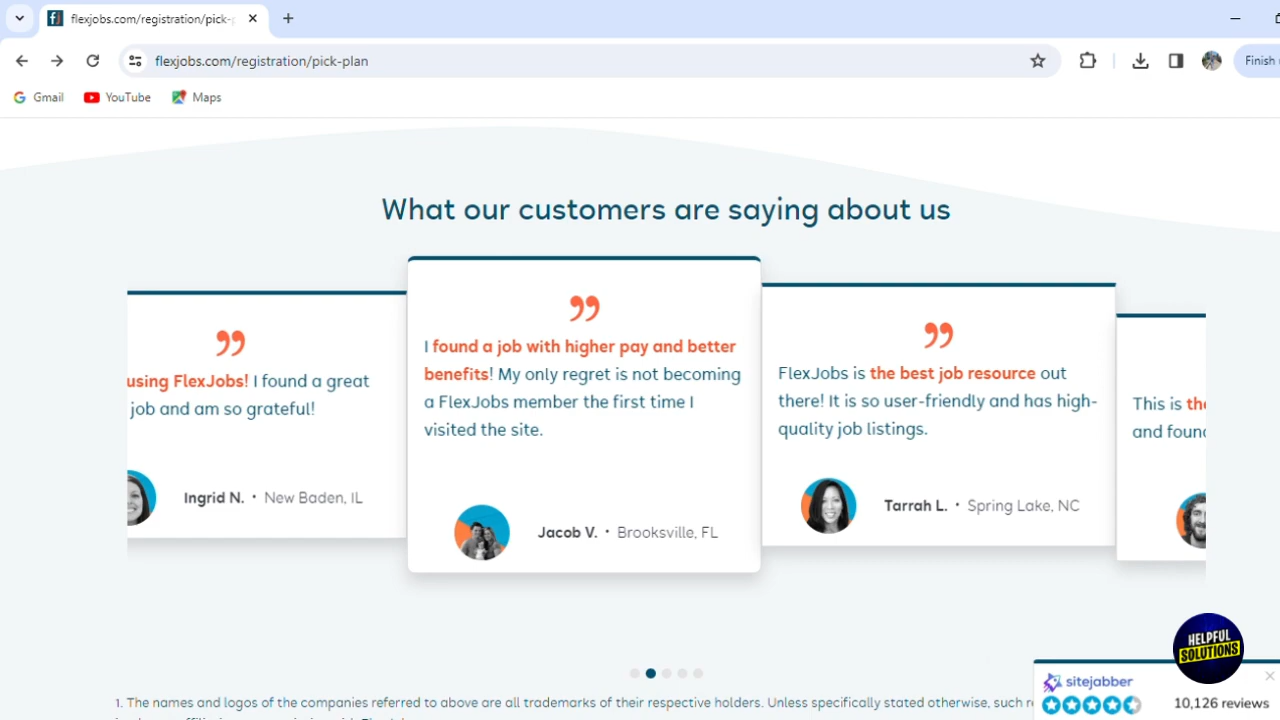 flexjobs.com/registration/pick-
flexjobs.com/registration/pick-plan
Finish
Gmail
YouTube
Maps
What our customers are saying about us
using FlexJobs! I found a great
job and am so grateful!
Ingrid N. • New Baden, IL
I found a job with higher pay and better
benefits! My only regret is not becoming
a FlexJobs member the first time I
visited the site.
Jacob V. • Brooksville, FL
FlexJobs is the best job resource out
there! It is so user-friendly and has high-
quality job listings.
Tarrah L. • Spring Lake, NC
This is
and
HELPFUL
SOLUTIONS
sitejabber
10,126 reviews
1. The names and logos of the companies referred to above are all trademarks of their respective holders. Unless specifically stated otherwise, such